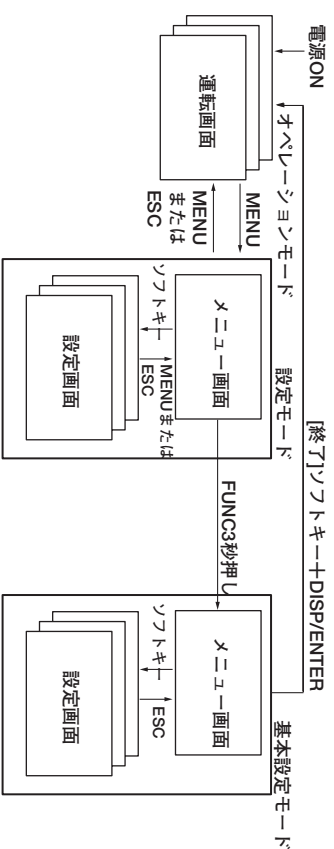 [終了]ソフトキー+DISP/ENTER
電源ON
オペレーションモード
運転画面
MENU
MENU
または
ESC
設定モード
メニュー画面
ソフトキー
MENUまたは
ESC
設定画面
FUNC3秒押し
基本設定モード
メニュー画面
ソフトキー
ESC
設定画面